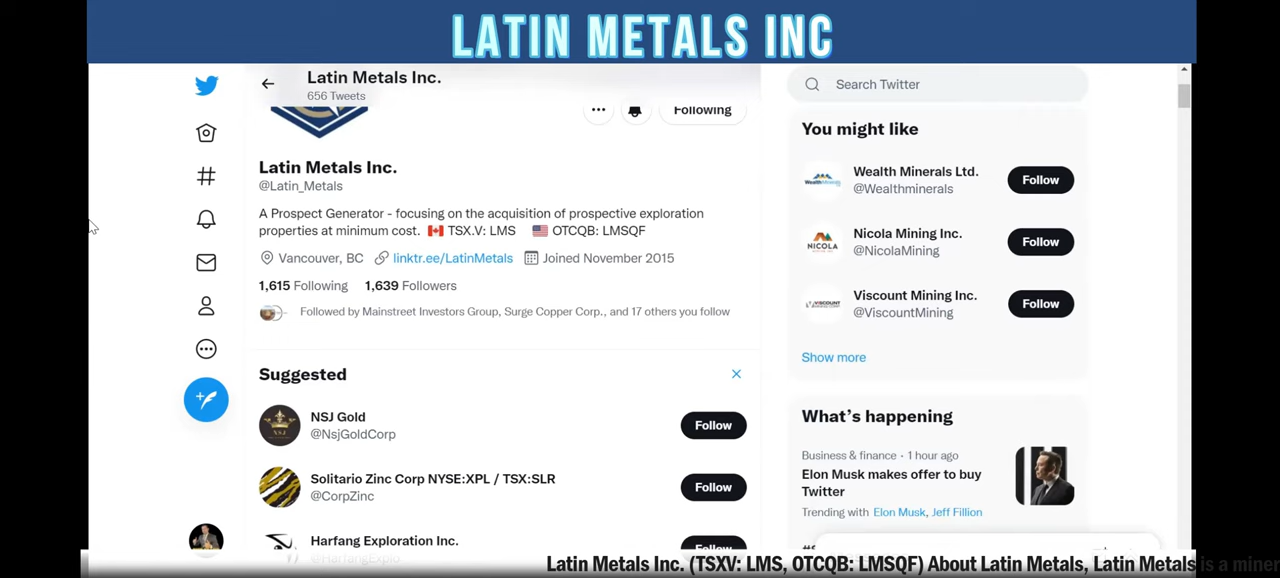 LATIN METALS INC
Latin Metals Inc.
656 Tweets
Following
Latin Metals Inc.
@Latin_Metals
A Prospect Generator - focusing on the acquisition of prospective exploration
properties at minimum cost. 🇨🇦 TSX.V: LMS 🇺🇸 OTCQB: LMSQF
Vancouver, BC linktr.ee/LatinMetals Joined November 2015
1,615 Following 1,639 Followers
Followed by Mainstreet Investors Group, Surge Copper Corp., and 17 others you follow
Suggested
NSJ Gold
@NsjGoldCorp
Follow
Solitario Zinc Corp NYSE:XPL / TSX:SLR
@CorpZinc
Follow
Harfang Exploration Inc.
@HarfangExplo
Follow
Search Twitter
You might like
Wealth Minerals Ltd.
@Wealthminerals
Follow
Nicola Mining Inc.
@NicolaMining
Follow
Viscount Mining Inc.
@ViscountMining
Follow
Show more
What's happening
Business & finance · 1 hour ago
Elon Musk makes offer to buy
Twitter
Trending with Elon Musk, Jeff Fillion
Latin Metals Inc. (TSXV: LMS, OTCQB: LMSQF) About Latin Metals, Latin Metals is a miner